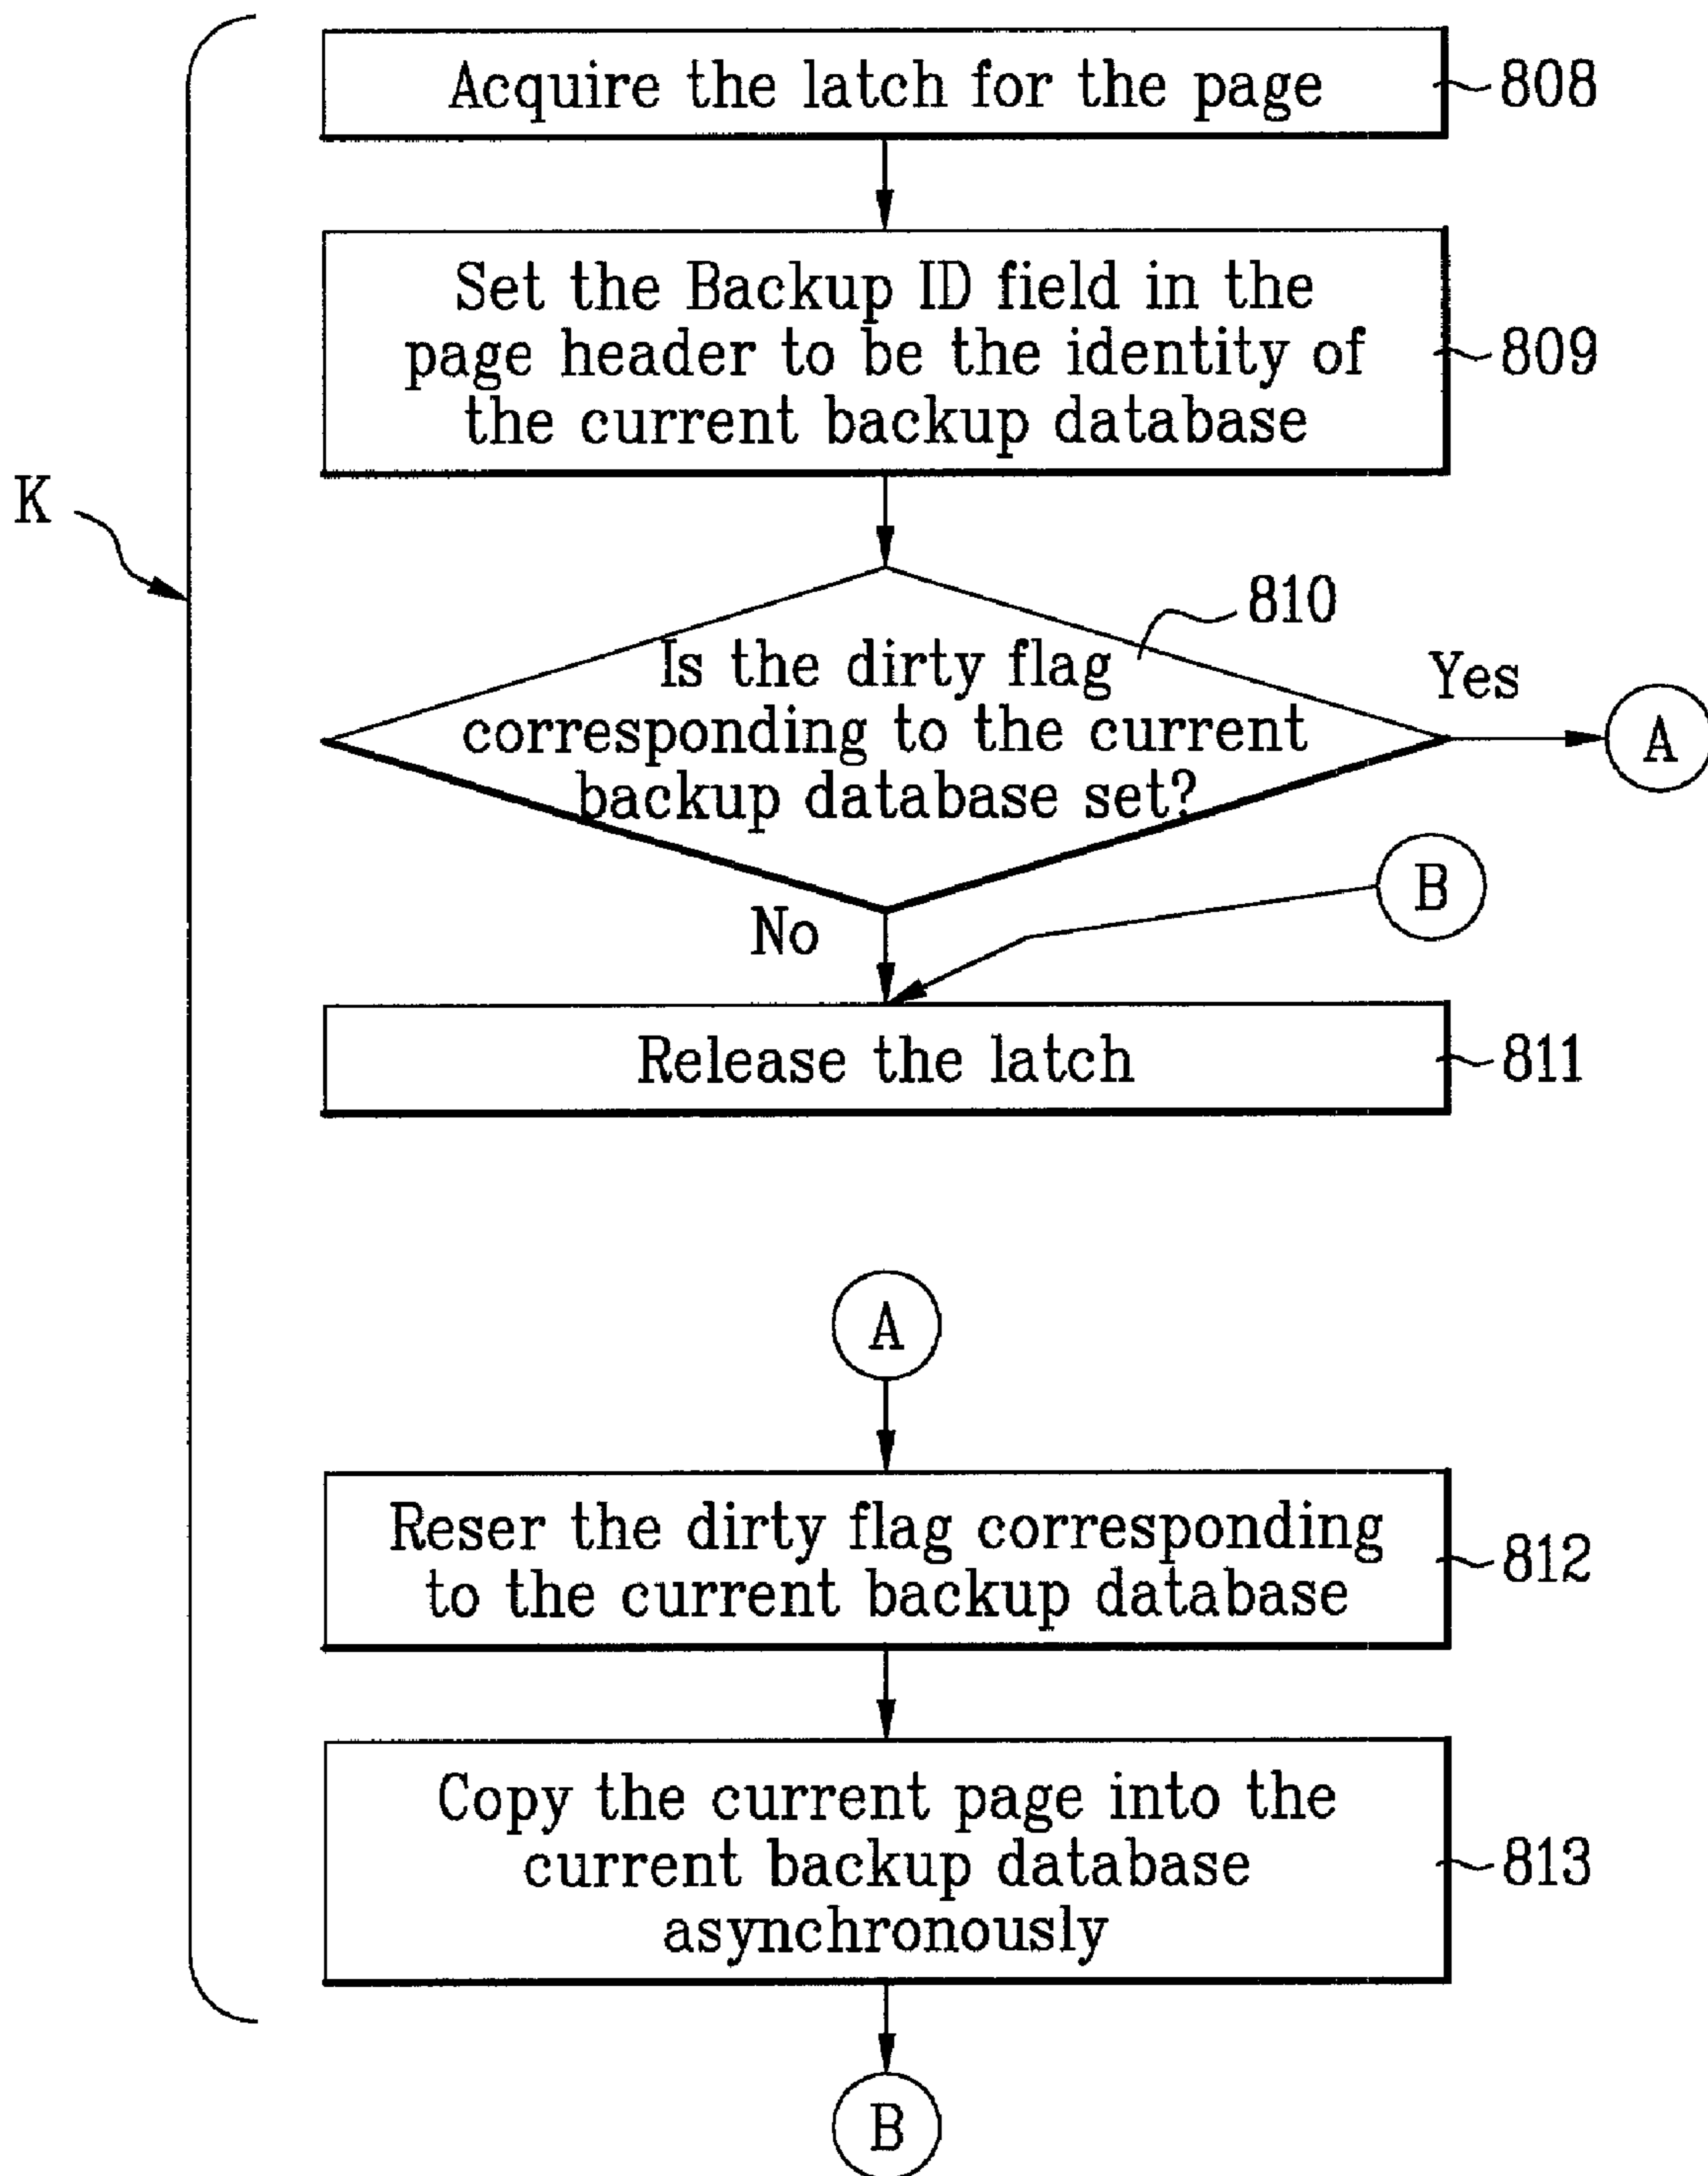 Acquire the latch for the page
808
Set the Backup ID field in the
page header to be the identity of
the current backup database
809
K
810
Is the dirty flag
corresponding to the current
backup database set?
Yes
A
B
No
Release the latch
811
A
Reser the dirty flag corresponding
to the current backup database
812
Copy the current page into the
current backup database
asynchronously
813
B